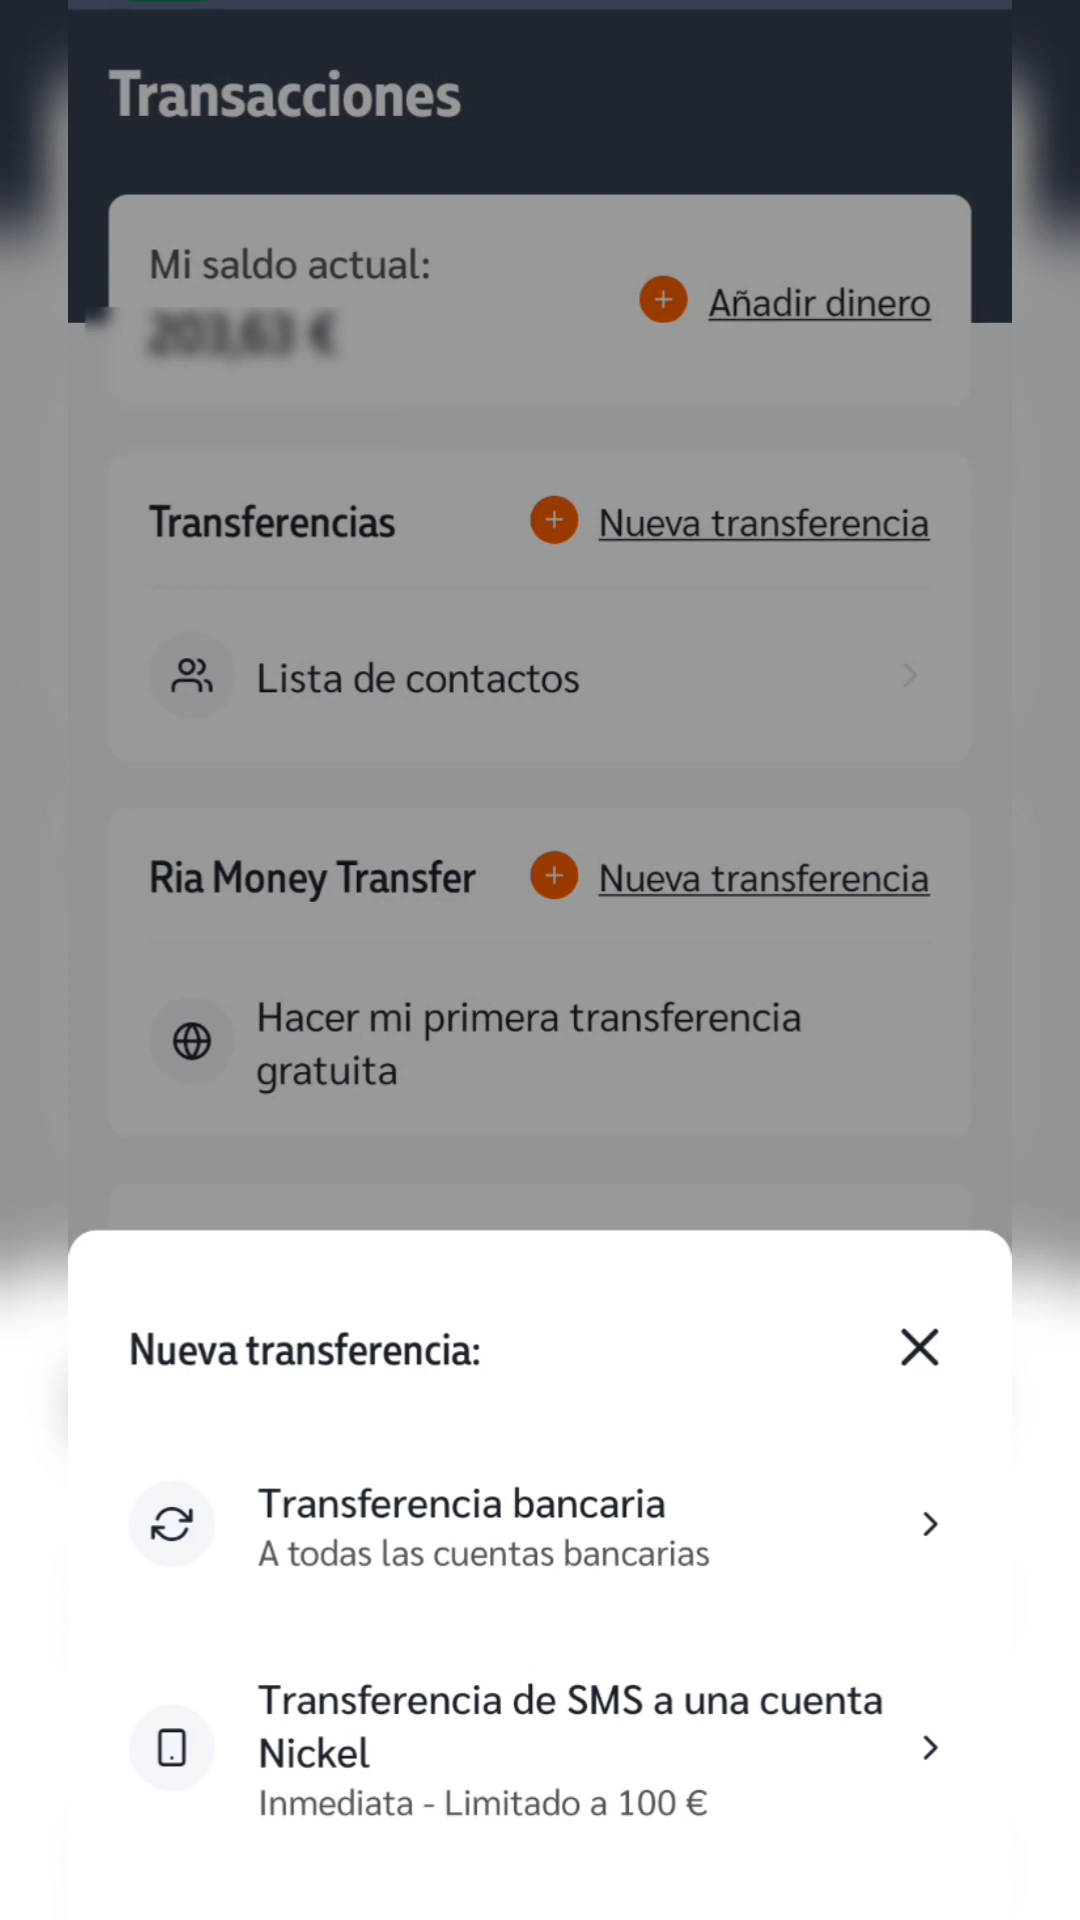 Transacciones
Mi saldo actual:
203,63 €
Añadir dinero
Transferencias
Nueva transferencia
Lista de contactos
Ria Money Transfer
Nueva transferencia
Hacer mi primera transferencia
gratuita
Nueva transferencia:
Transferencia bancaria
A todas las cuentas bancarias
Transferencia de SMS a una cuenta
Nickel
Inmediata - Limitado a 100 €